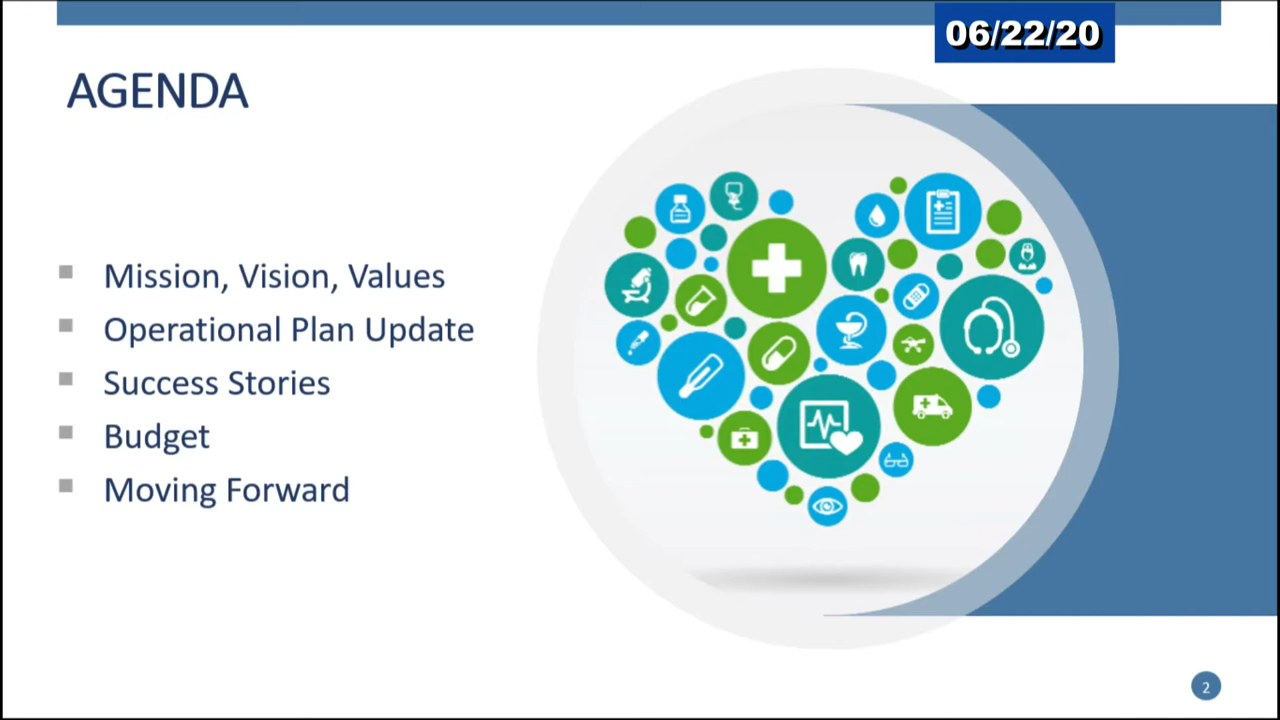 06/22/20
AGENDA
Mission, Vision, Values
Operational Plan Update
Success Stories
Budget
Moving Forward
2